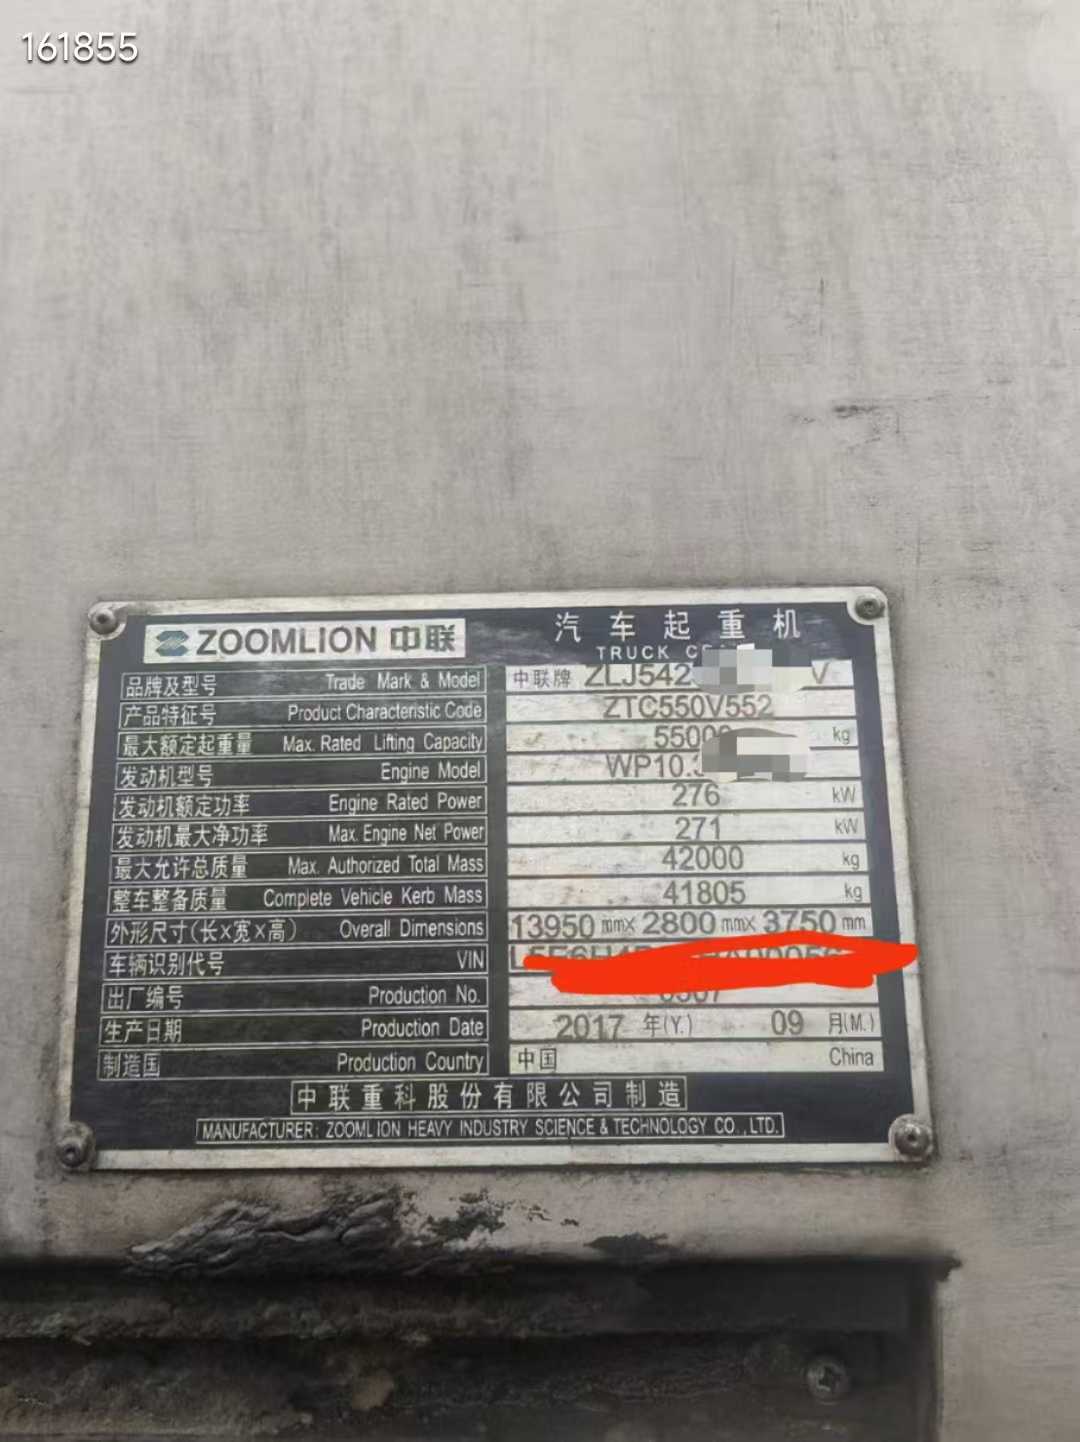 161855
ZOOMLION 中联
汽车起重机
TRUCK
品牌及型号 Trade Mark & Model 中联牌 ZLJ542 V
产品特征号 Product Characteristic Code ZTC550V552
最大额定起重量 Max. Rated Lifting Capacity 55000 kg
发动机型号 Engine Model WP10.
发动机额定功率 Engine Rated Power 276 kW
发动机最大净功率 Max. Engine Net Power 271 kW
最大允许总质量 Max. Authorized Total Mass 42000 kg
整车整备质量 Complete Vehicle Kerb Mass 41805 kg
外形尺寸(长×宽×高) Overall Dimensions 13950 mm× 2800 mm× 3750 mm
车辆识别代号 VIN
出厂编号 Production No.
生产日期 Production Date 2017 年(Y.) 09 月(M.)
制造国 Production Country 中国 China
中联重科股份有限公司制造
MANUFACTURER: ZOOMLION HEAVY INDUSTRY SCIENCE & TECHNOLOGY CO., LTD.